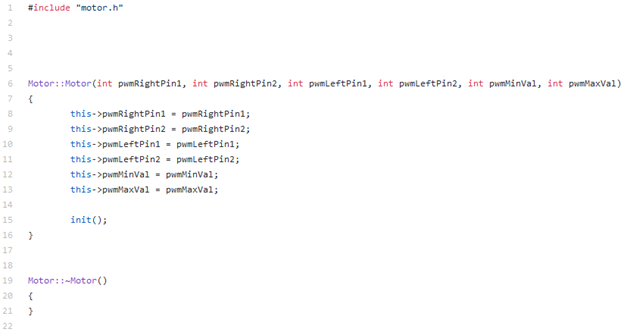 1 #include "motor.h"
2
3
4
5
6 Motor::Motor(int pwmRightPin1, int pwmRightPin2, int pwmLeftPin1, int pwmLeftPin2, int pwmMinVal, int pwmMaxVal)
7 {
8 this->pwmRightPin1 = pwmRightPin1;
9 this->pwmRightPin2 = pwmRightPin2;
10 this->pwmLeftPin1 = pwmLeftPin1;
11 this->pwmLeftPin2 = pwmLeftPin2;
12 this->pwmMinVal = pwmMinVal;
13 this->pwmMaxVal = pwmMaxVal;
14
15 init();
16 }
17
18
19 Motor::~Motor()
20 {
21 }
22